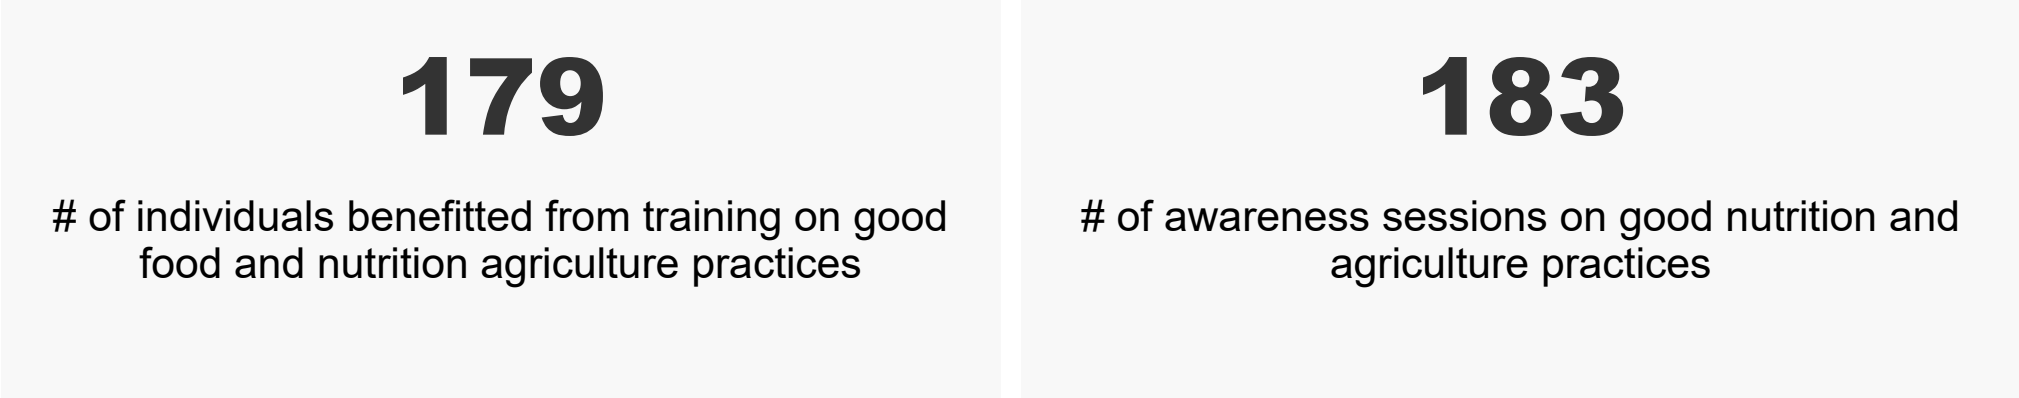 179
# of individuals benefitted from training on good
food and nutrition agriculture practices
183
# of awareness sessions on good nutrition and
agriculture practices